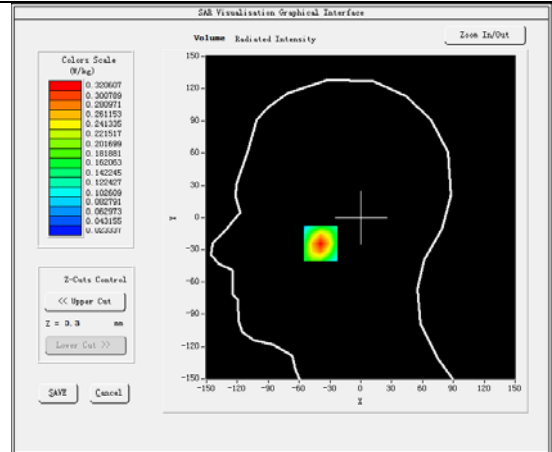 SAR Visualisation Graphical Interface
Volume Radiated Intensity
Zoom In/Out
Colors Scale
(W/kg)
0.320607
0.300789
0.280971
0.261153
0.241335
0.221517
0.201699
0.181881
0.162063
0.142245
0.122427
0.102609
0.082791
0.062973
0.043155
0.023337
Z-Cuts Control
<< Upper Cut
Z = 0.3 mm
Lower Cut >>
SAVE
Cancel
150
120
90
60
30
0
-30
-60
-90
-120
-150
Y
-150 -120 -90 -60 -30 0 30 60 90 120 150
X